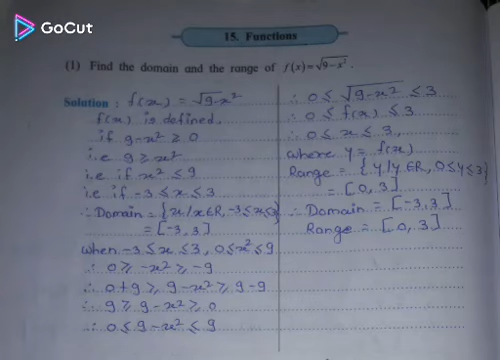 GoCut
15. Functions
(1) Find the domain and the range of f(x)=√9−x².
Solution : f(x) = √9-x²
f(x) is defined.
if 9-x² ≥ 0
i.e 9 ≥ x²
i.e if x² ≤ 9
i.e if -3 ≤ x ≤ 3
∴ Domain = {x/x∈R, -3≤x≤3}
= [-3, 3]
when -3 ≤ x ≤ 3, 0≤x²≤9
∴ 0 ≥ -x² ≥ -9
∴ 0+9 ≥ 9-x² ≥ 9-9
∴ 9 ≥ 9-x² ≥ 0
∴ 0 ≤ 9-x² ≤ 9
∴ 0 ≤ √9-x² ≤ 3
∴ 0 ≤ f(x) ≤ 3
∴ 0 ≤ x ≤ 3,
where y = f(x)
Range = {y/y∈R, 0≤y≤3}
= [0, 3]
∴ Domain = [-3,3]
Range = [0, 3]